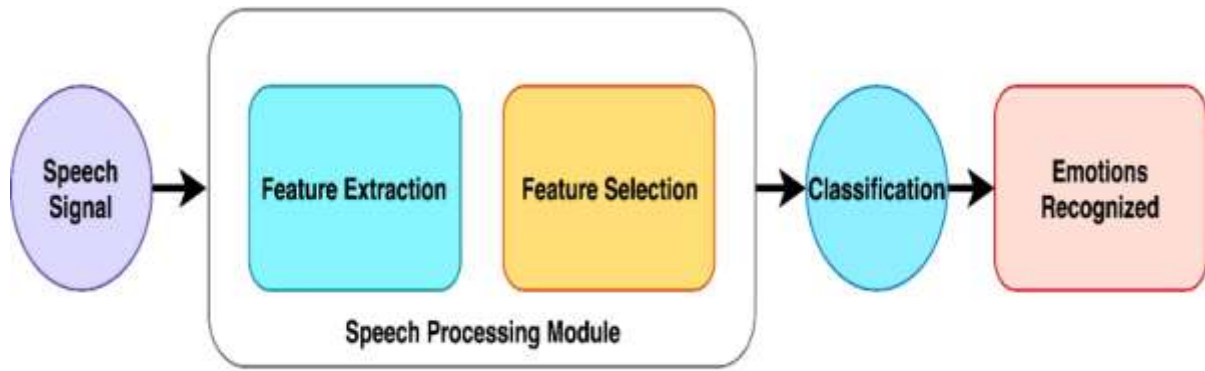 Speech
Signal
Feature Extraction
Feature Selection
Speech Processing Module
Classification
Emotions
Recognized